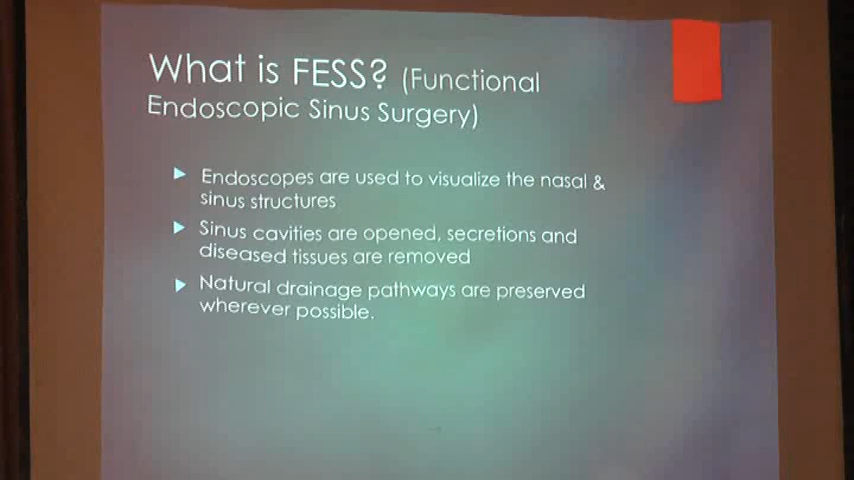 What is FESS? (Functional
Endoscopic Sinus Surgery)
Endoscopes are used to visualize the nasal &
sinus structures
Sinus cavities are opened, secretions and
diseased tissues are removed
Natural drainage pathways are preserved
wherever possible.